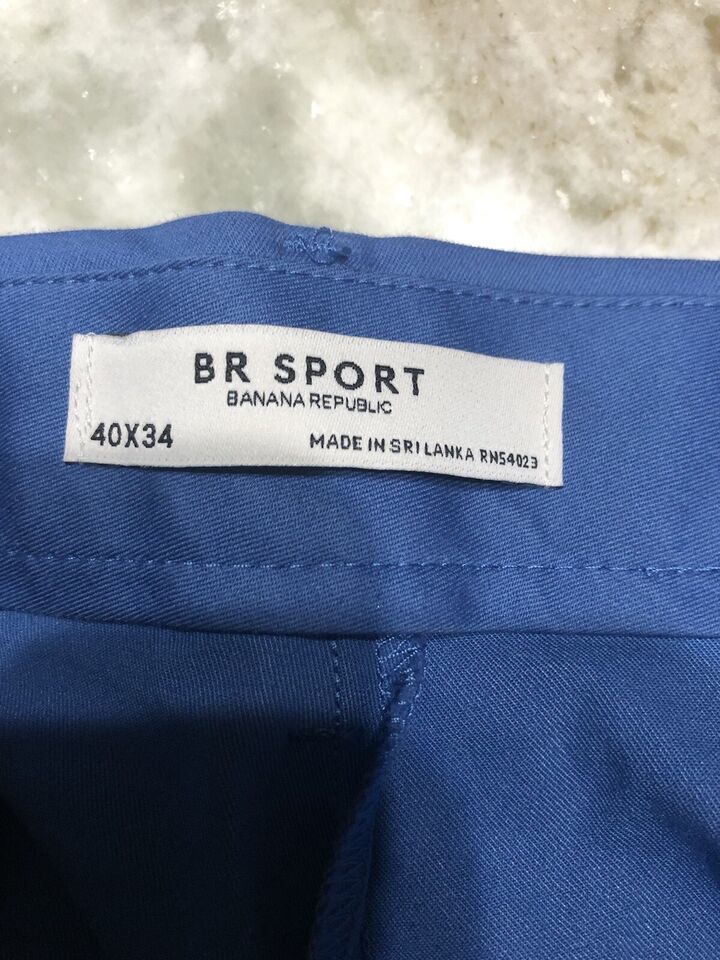 BR SPORT
BANANA REPUBLIC
40X34 MADE IN SRI LANKA RN54023